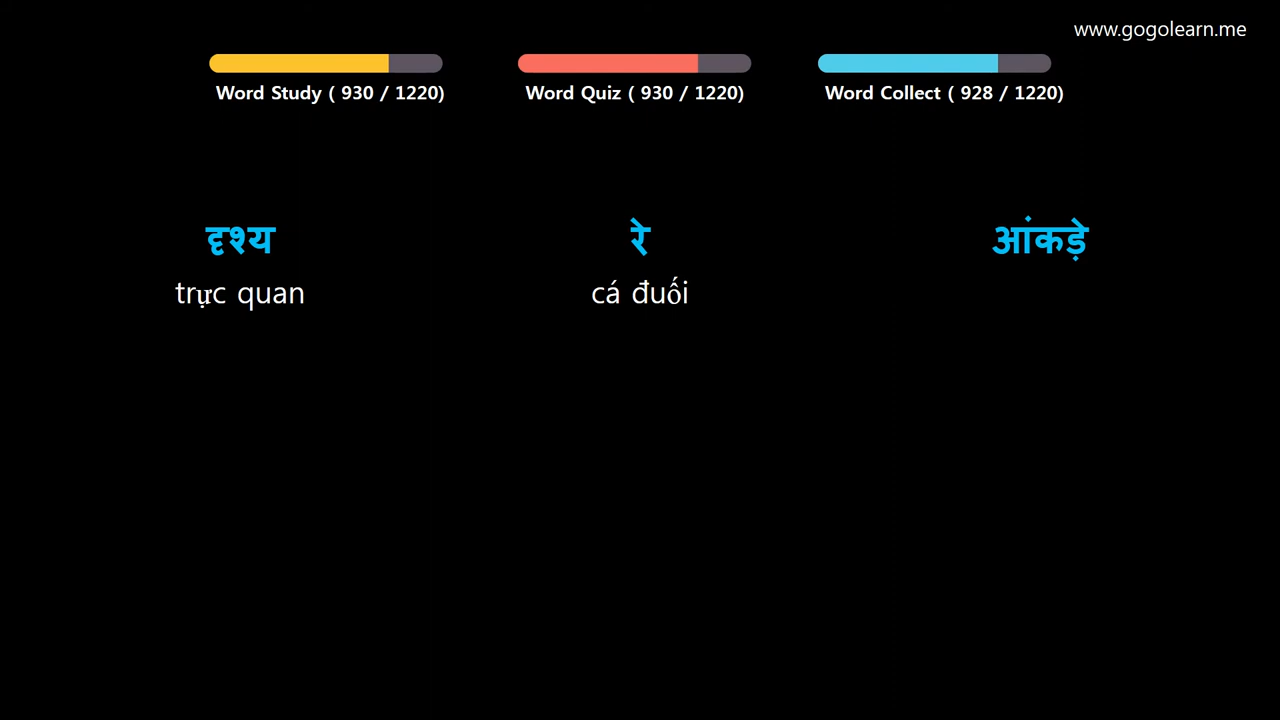 www.gogolearn.me
Word Study ( 930 / 1220)
Word Quiz ( 930 / 1220)
Word Collect ( 928 / 1220)
दृश्य
रे
आंकड़े
trực quan
cá đuối